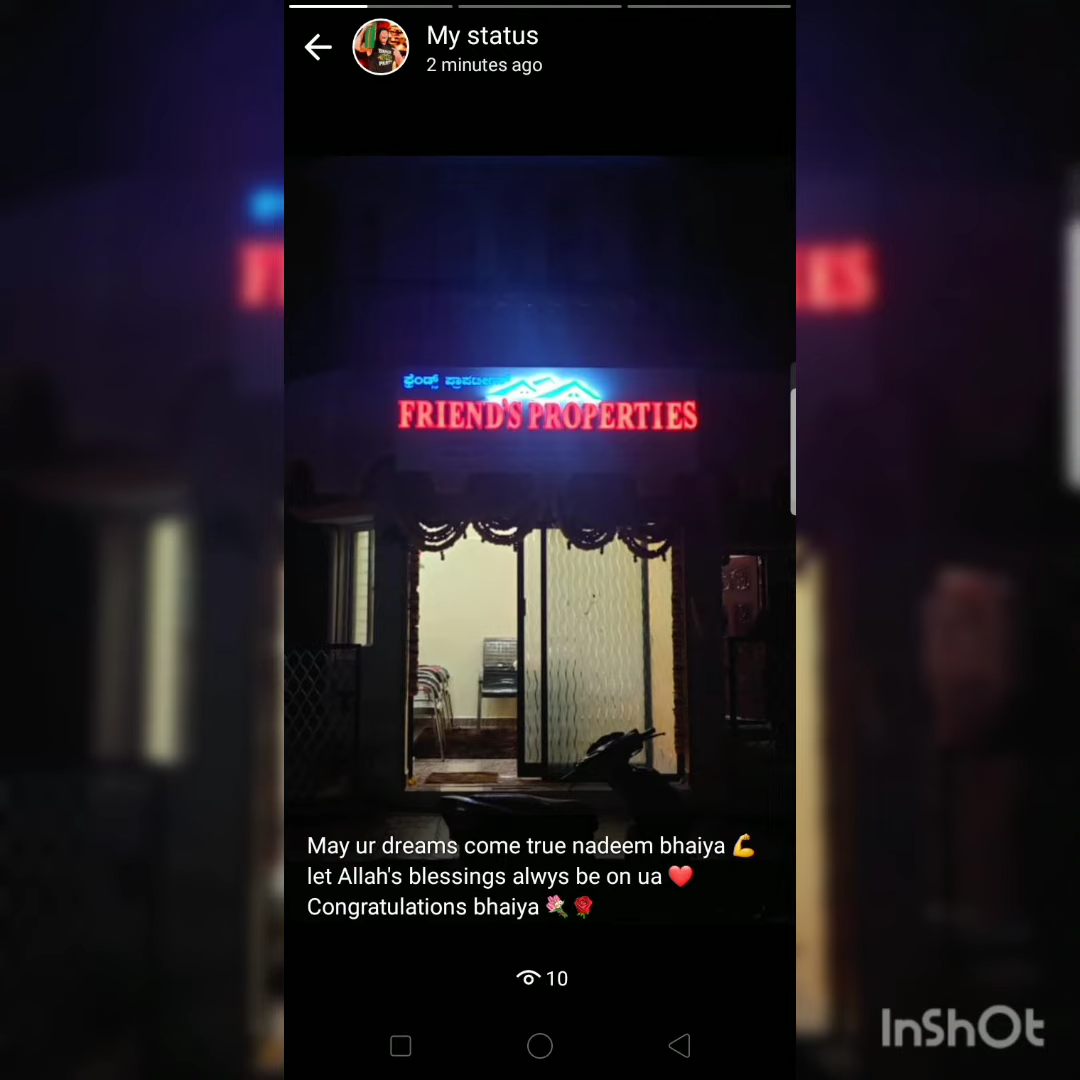 My status
2 minutes ago
ಫ್ರೆಂಡ್ಸ್ ಪ್ರಾಪರ್ಟೀಸ್
FRIEND'S PROPERTIES
May ur dreams come true nadeem bhaiya 💪
let Allah's blessings alwys be on ua ❤️
Congratulations bhaiya 💐🌹
10
InShOt